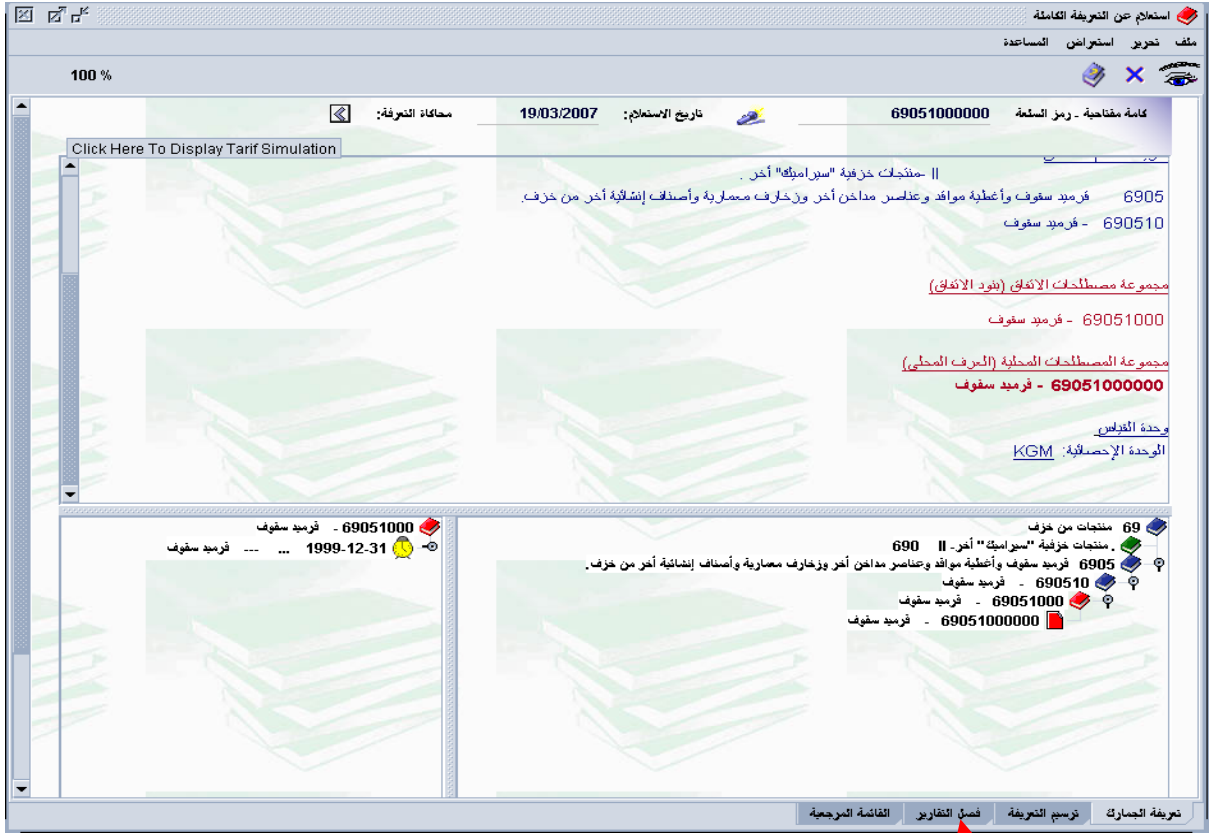 استعلام عن التعريفة الكاملة
ملف تحرير استعراض المساعدة
100 %
كامة مفتاحية - رمز السلعة 69051000000 تاريخ الاستعلام: 19/03/2007 محاكاة التعرفة:
Click Here To Display Tarif Simulation
II -منتجات خزفية "سيراميك" أخر .
6905 قرميد سقوف وأغطية مواقد وعناصر مداخن أخر وزخارف معمارية وأصناف إنشائية أخر من خزف.
690510 - قرميد سقوف
مجموعة مصطلحات الاتفاق (بنود الاتفاق)
69051000 - قرميد سقوف
مجموعة المصطلحات المحلية (العرف المحلي)
69051000000 - قرميد سقوف
وحدة القياس
الوحدة الإحصائية: KGM
69 منتجات من خزف
. منتجات خزفية "سيراميك" أخر- II 690
6905 قرميد سقوف وأغطية مواقد وعناصر مداخن أخر وزخارف معمارية وأصناف إنشائية أخر من خزف.
690510 - قرميد سقوف
69051000 - قرميد سقوف
69051000000 - قرميد سقوف
69051000 - قرميد سقوف
1999-12-31 ... --- قرميد سقوف
تعريفة الجمارك ترسيم التعريفة فصل التقارير القائمة المرجعية